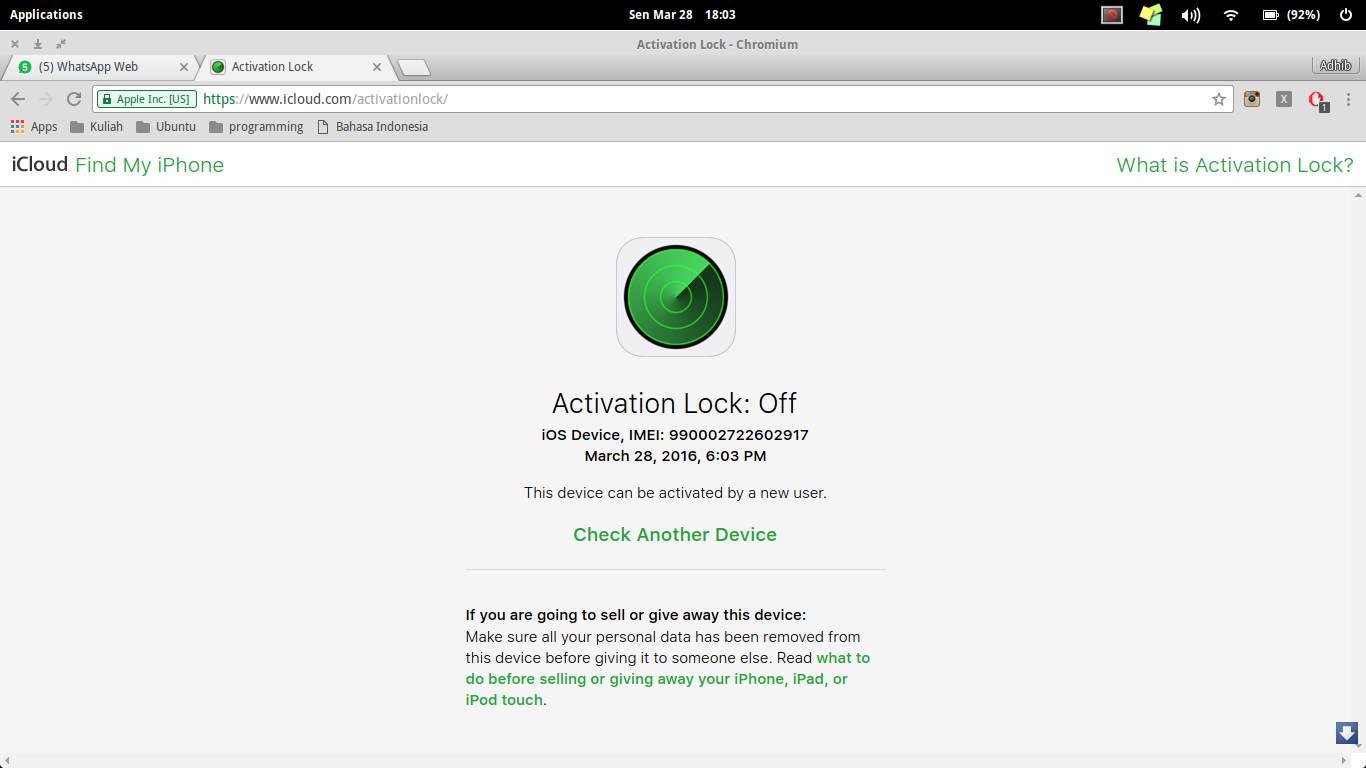 Applications
Sen Mar 28 18:03
(92%)
Activation Lock - Chromium
5 (5) WhatsApp Web
Activation Lock
Adhib
Apple Inc. [US] https://www.icloud.com/activationlock/
X
1
Apps Kuliah Ubuntu programming Bahasa Indonesia
iCloud Find My iPhone
What is Activation Lock?
Activation Lock: Off
iOS Device, IMEI: 990002722602917
March 28, 2016, 6:03 PM
This device can be activated by a new user.
Check Another Device
If you are going to sell or give away this device:
Make sure all your personal data has been removed from
this device before giving it to someone else. Read what to
do before selling or giving away your iPhone, iPad, or
iPod touch.